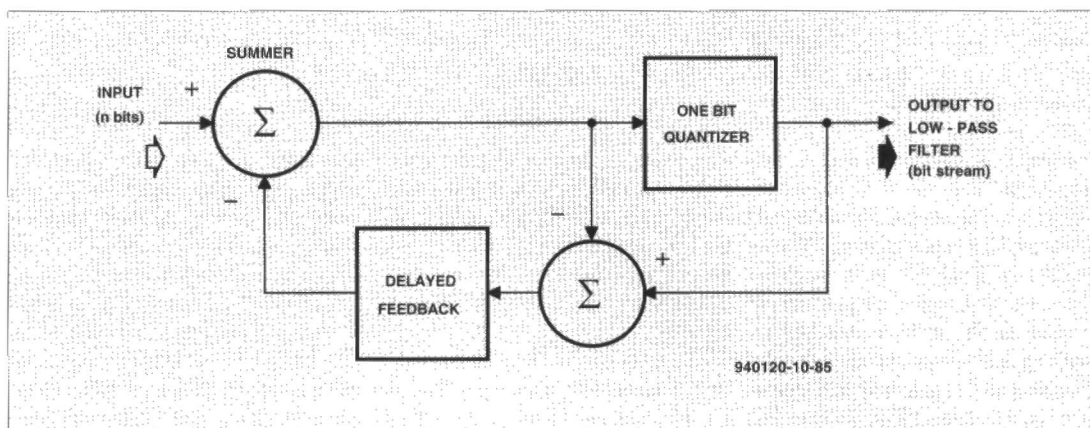 SUMMER
INPUT
(n bits)
+
Σ
−
ONE BIT
QUANTIZER
OUTPUT TO
LOW - PASS
FILTER
(bit stream)
−
+
Σ
DELAYED
FEEDBACK
940120-10-85